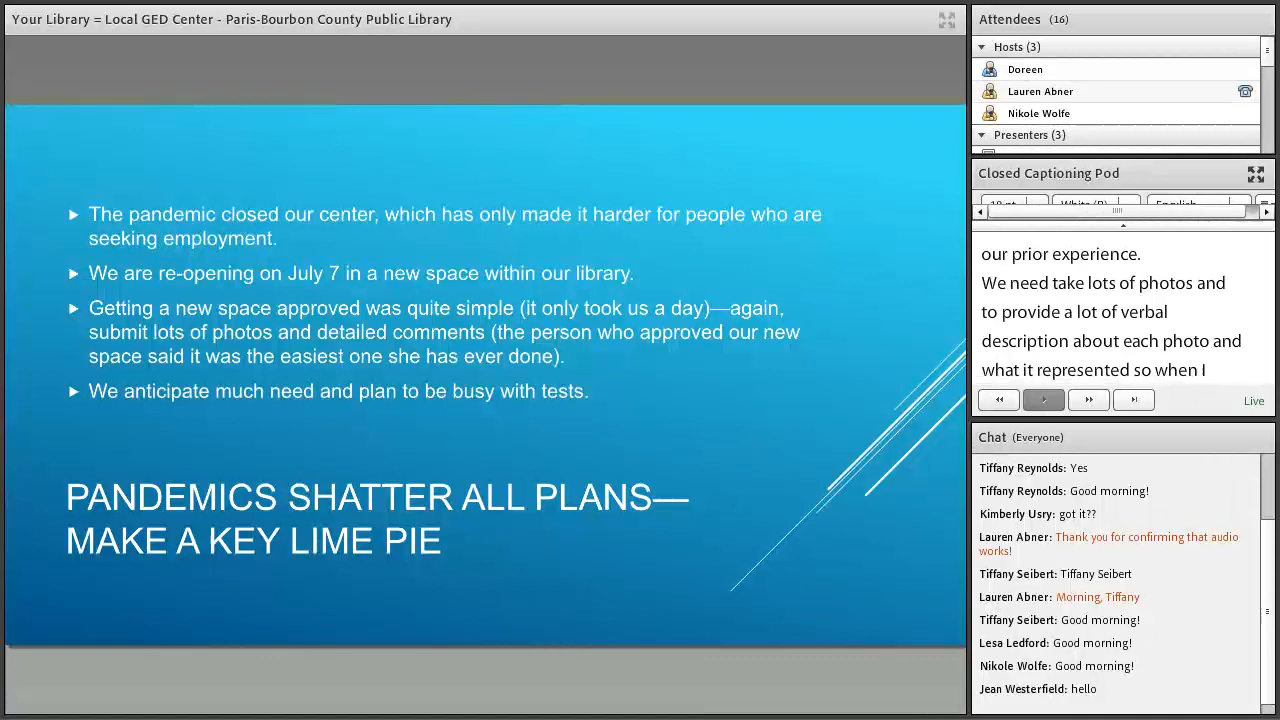 Your Library = Local GED Center - Paris-Bourbon County Public Library
The pandemic closed our center, which has only made it harder for people who are
seeking employment.
We are re-opening on July 7 in a new space within our library.
Getting a new space approved was quite simple (it only took us a day)—again,
submit lots of photos and detailed comments (the person who approved our new
space said it was the easiest one she has ever done).
We anticipate much need and plan to be busy with tests.
PANDEMICS SHATTER ALL PLANS—
MAKE A KEY LIME PIE
Attendees (16)
Hosts (3)
Doreen
Lauren Abner
Nikole Wolfe
Presenters (3)
Closed Captioning Pod
English
our prior experience.
We need take lots of photos and
to provide a lot of verbal
description about each photo and
what it represented so when I
Live
Chat (Everyone)
Tiffany Reynolds: Yes
Tiffany Reynolds: Good morning!
Kimberly Usry: got it??
Lauren Abner: Thank you for confirming that audio
works!
Tiffany Seibert: Tiffany Seibert
Lauren Abner: Morning, Tiffany
Tiffany Seibert: Good morning!
Lesa Ledford: Good morning!
Nikole Wolfe: Good morning!
Jean Westerfield: hello